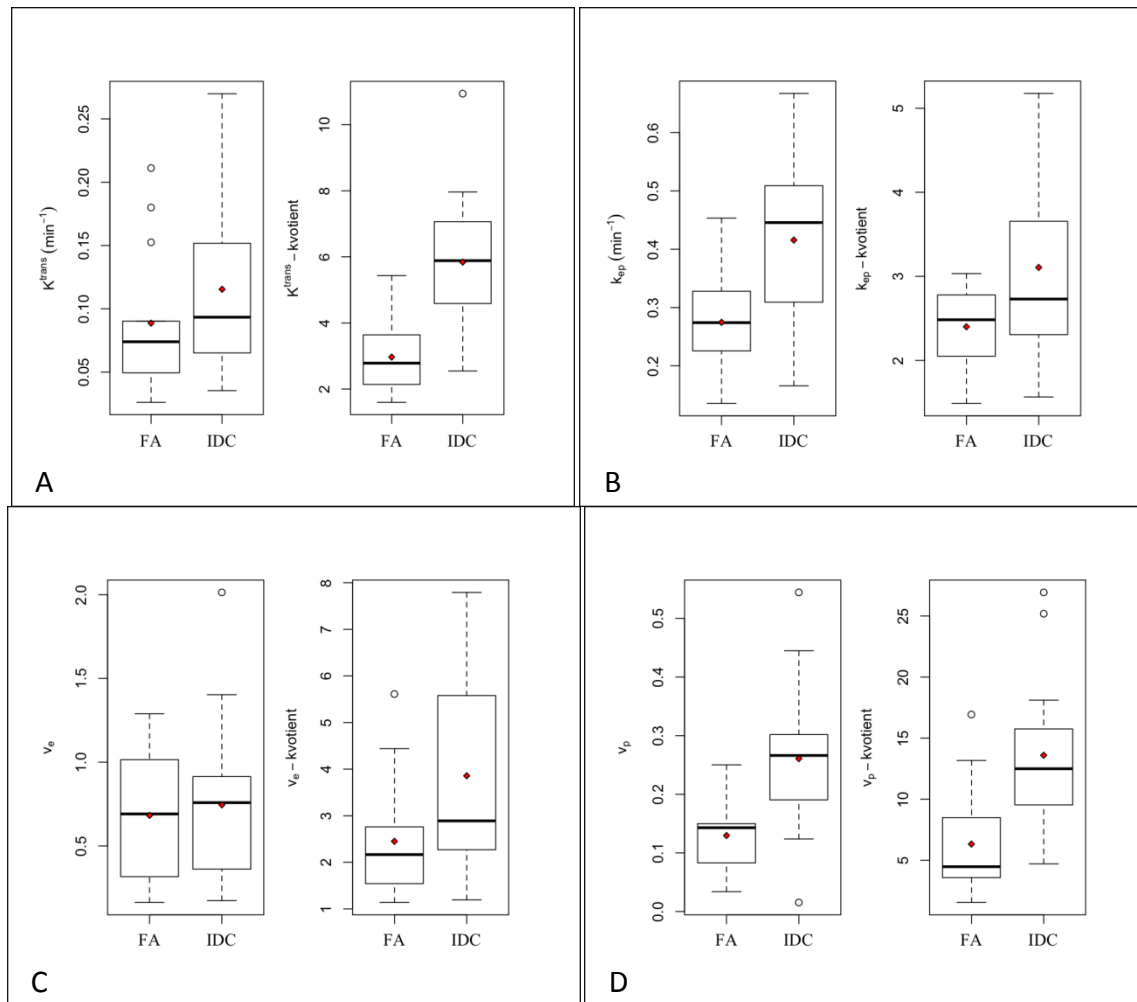 K^trans (min⁻¹)
0.05 0.10 0.15 0.20 0.25
FA IDC
K^trans – kvotient
2 4 6 8 10
FA IDC
A
k_ep (min⁻¹)
0.2 0.3 0.4 0.5 0.6
FA IDC
k_ep – kvotient
2 3 4 5
FA IDC
B
v_e
0.5 1.0 1.5 2.0
FA IDC
v_e – kvotient
1 2 3 4 5 6 7 8
FA IDC
C
v_p
0.0 0.1 0.2 0.3 0.4 0.5
FA IDC
v_p – kvotient
5 10 15 20 25
FA IDC
D